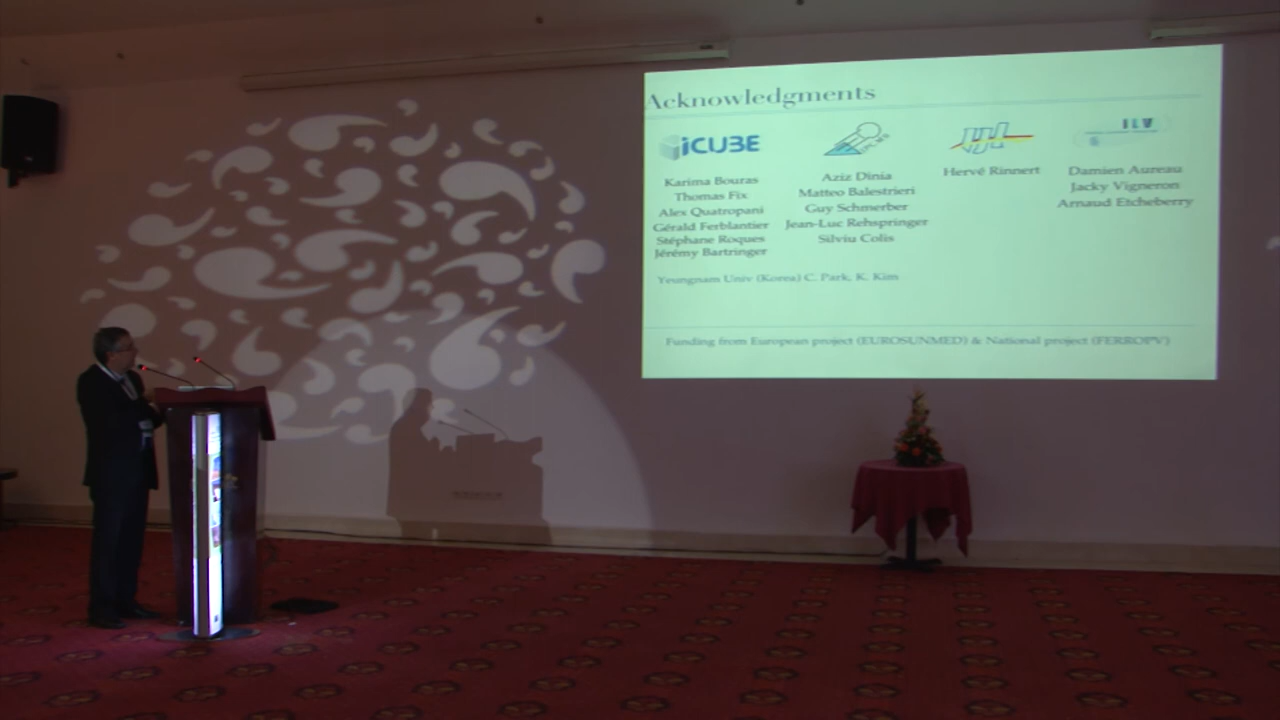 Acknowledgments
iCUBE
Karima Bouras
Thomas Fix
Alex Quatropani
Gérald Ferblantier
Stéphane Roques
Jérémy Bartringer
Aziz Dinia
Matteo Balestrieri
Guy Schmerber
Jean-Luc Rehspringer
Silviu Colis
IJL
Hervé Rinnert
ILV
Damien Aureau
Jacky Vigneron
Arnaud Etcheberry
Yeungnam Univ (Korea) C. Park, K. Kim
Funding from European project (EUROSUNMED) & National project (FERROPV)